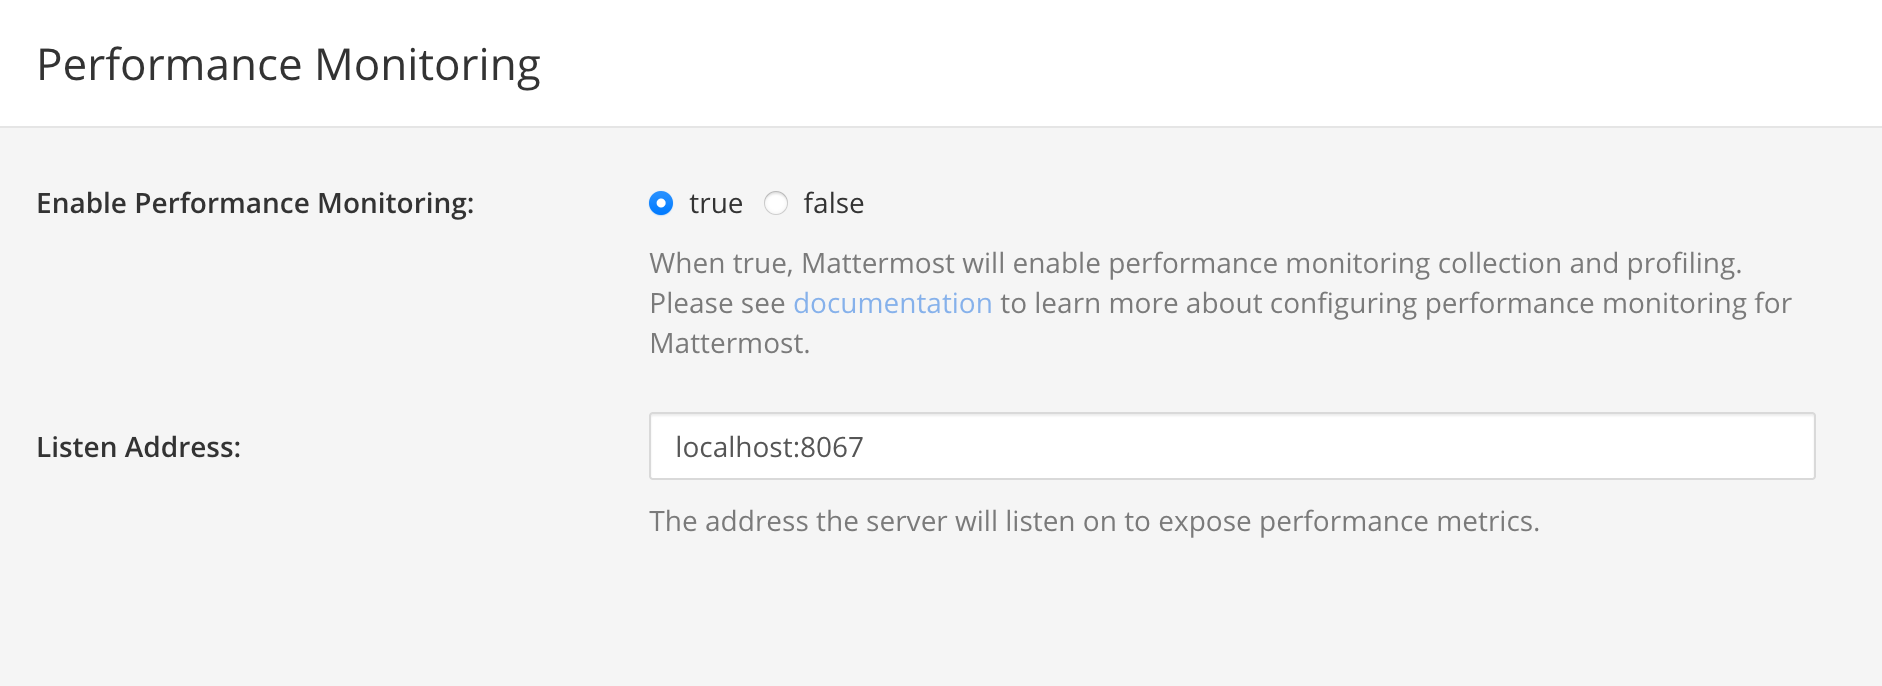 Performance Monitoring
Enable Performance Monitoring:
true false
When true, Mattermost will enable performance monitoring collection and profiling.
Please see documentation to learn more about configuring performance monitoring for
Mattermost.
Listen Address:
localhost:8067
The address the server will listen on to expose performance metrics.